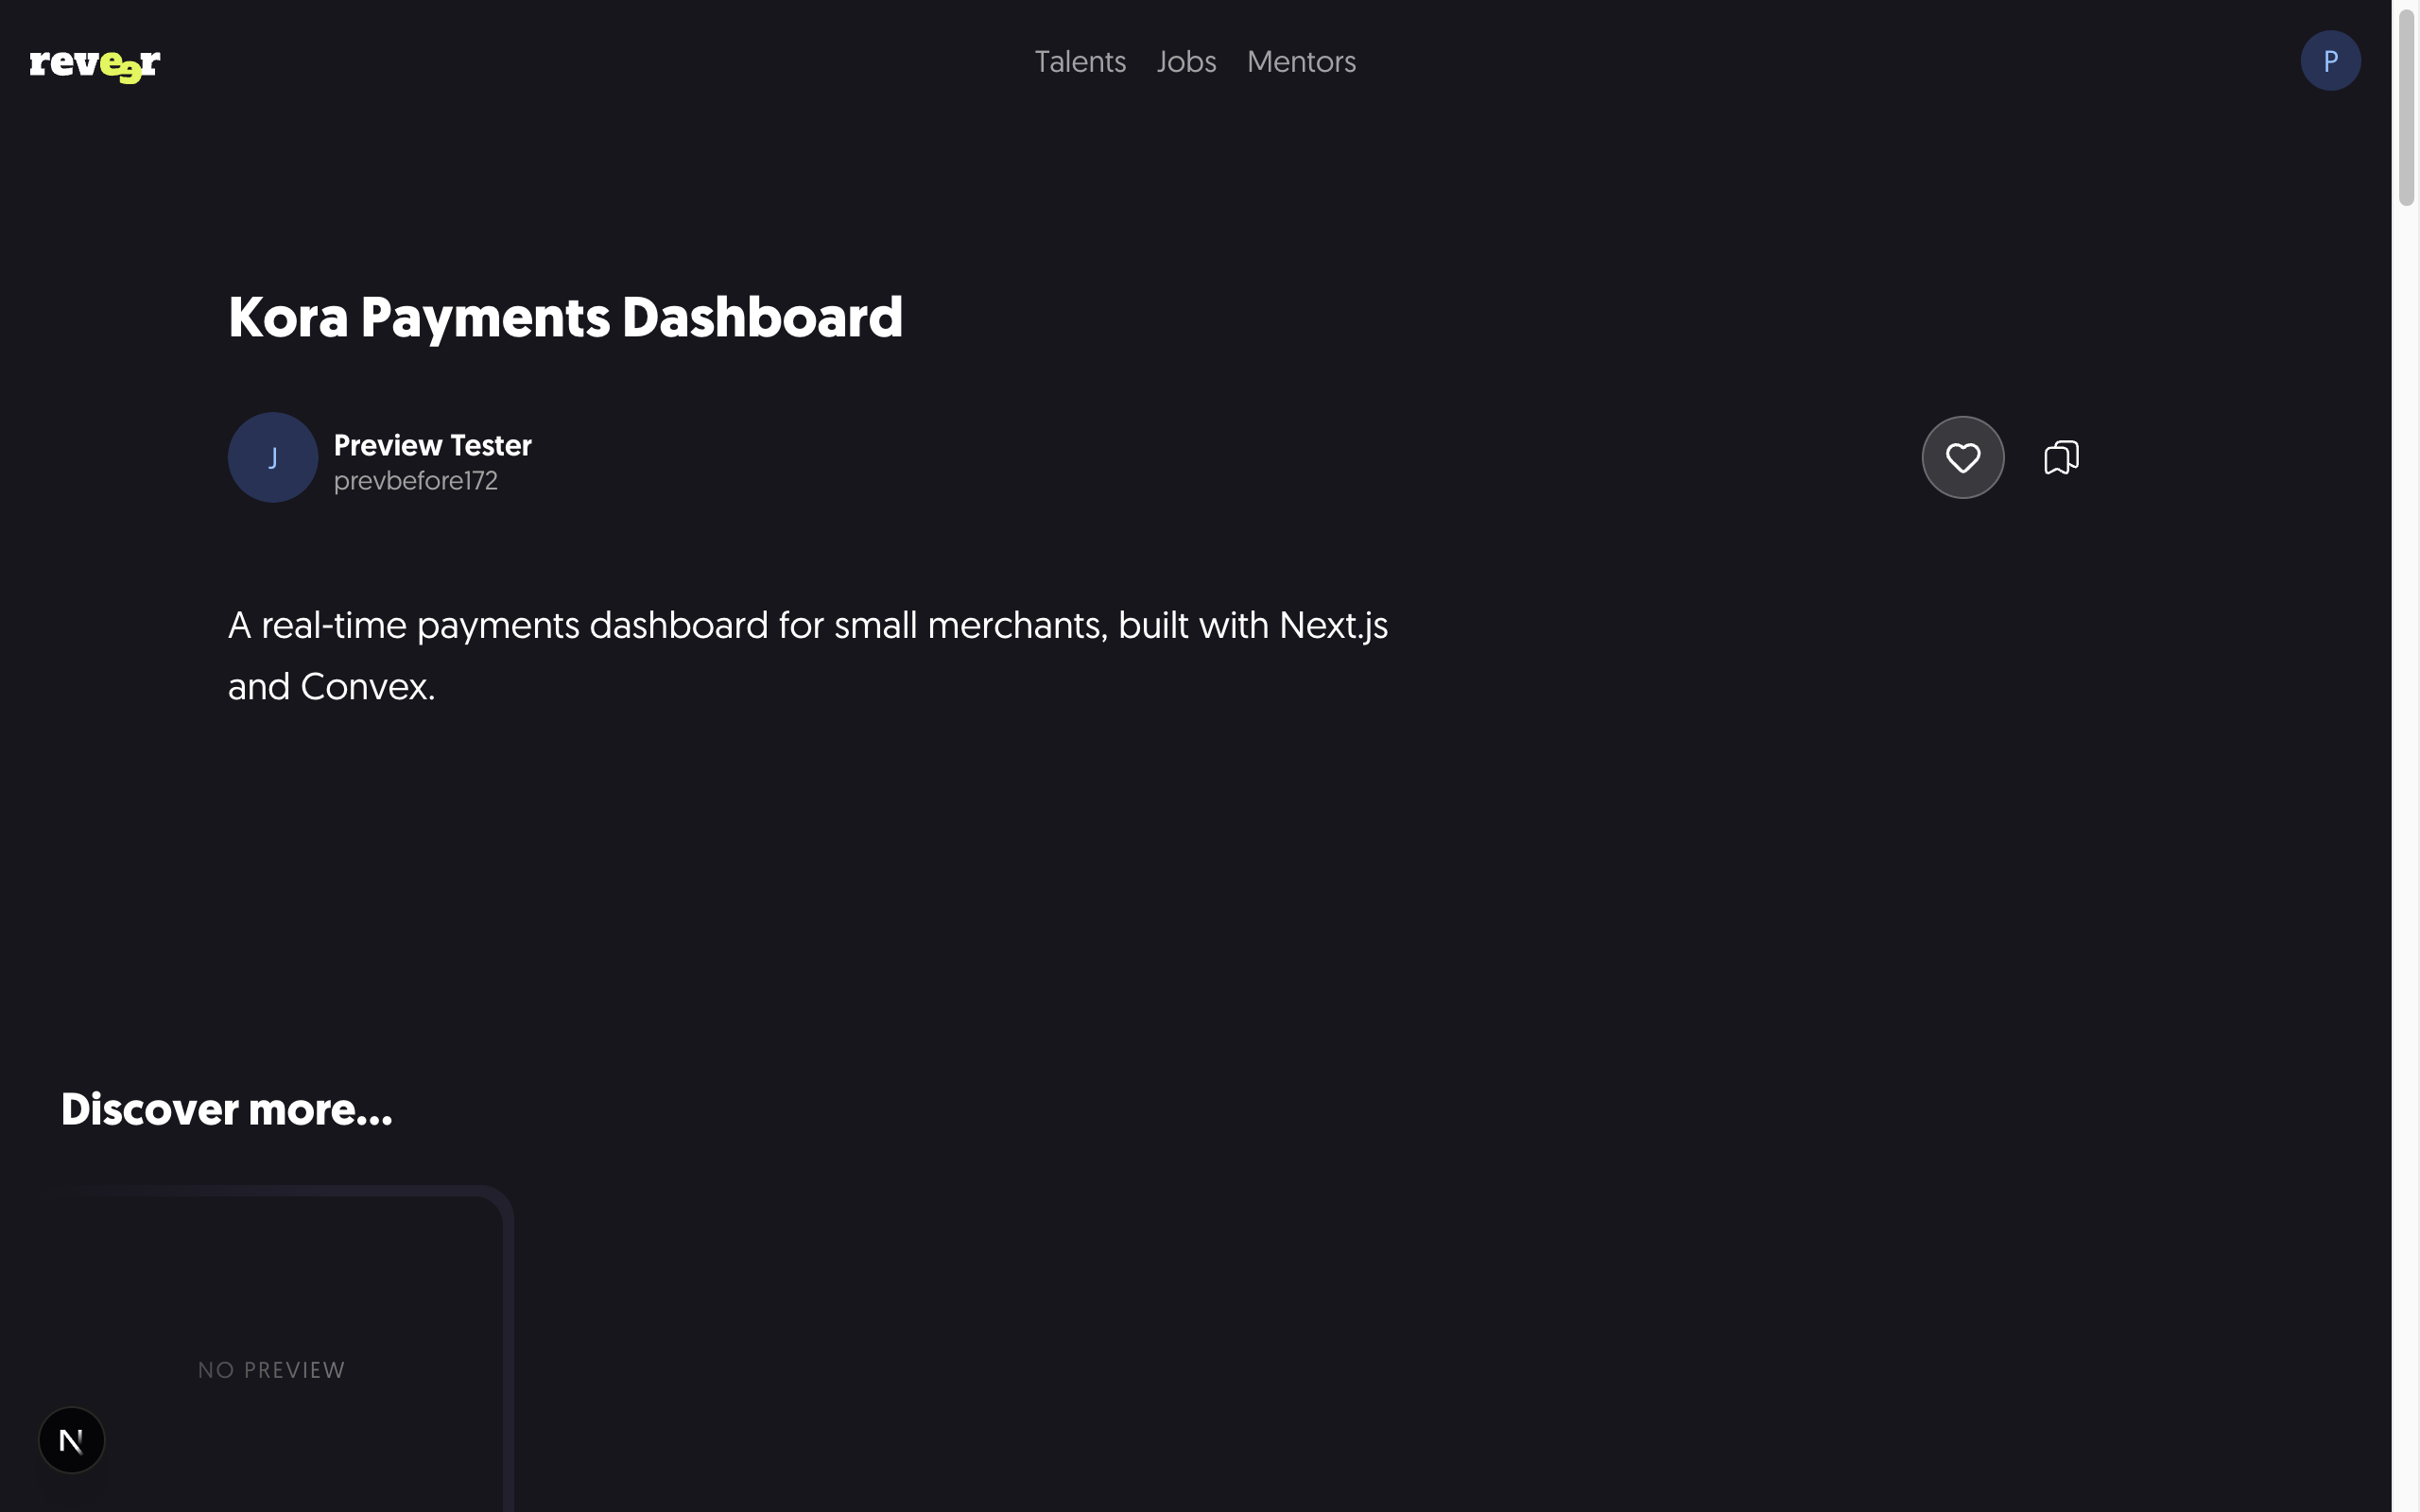 reveer
Talents Jobs Mentors
P
Kora Payments Dashboard
J
Preview Tester
prevbefore172
A real-time payments dashboard for small merchants, built with Next.js
and Convex.
Discover more...
NO PREVIEW
N